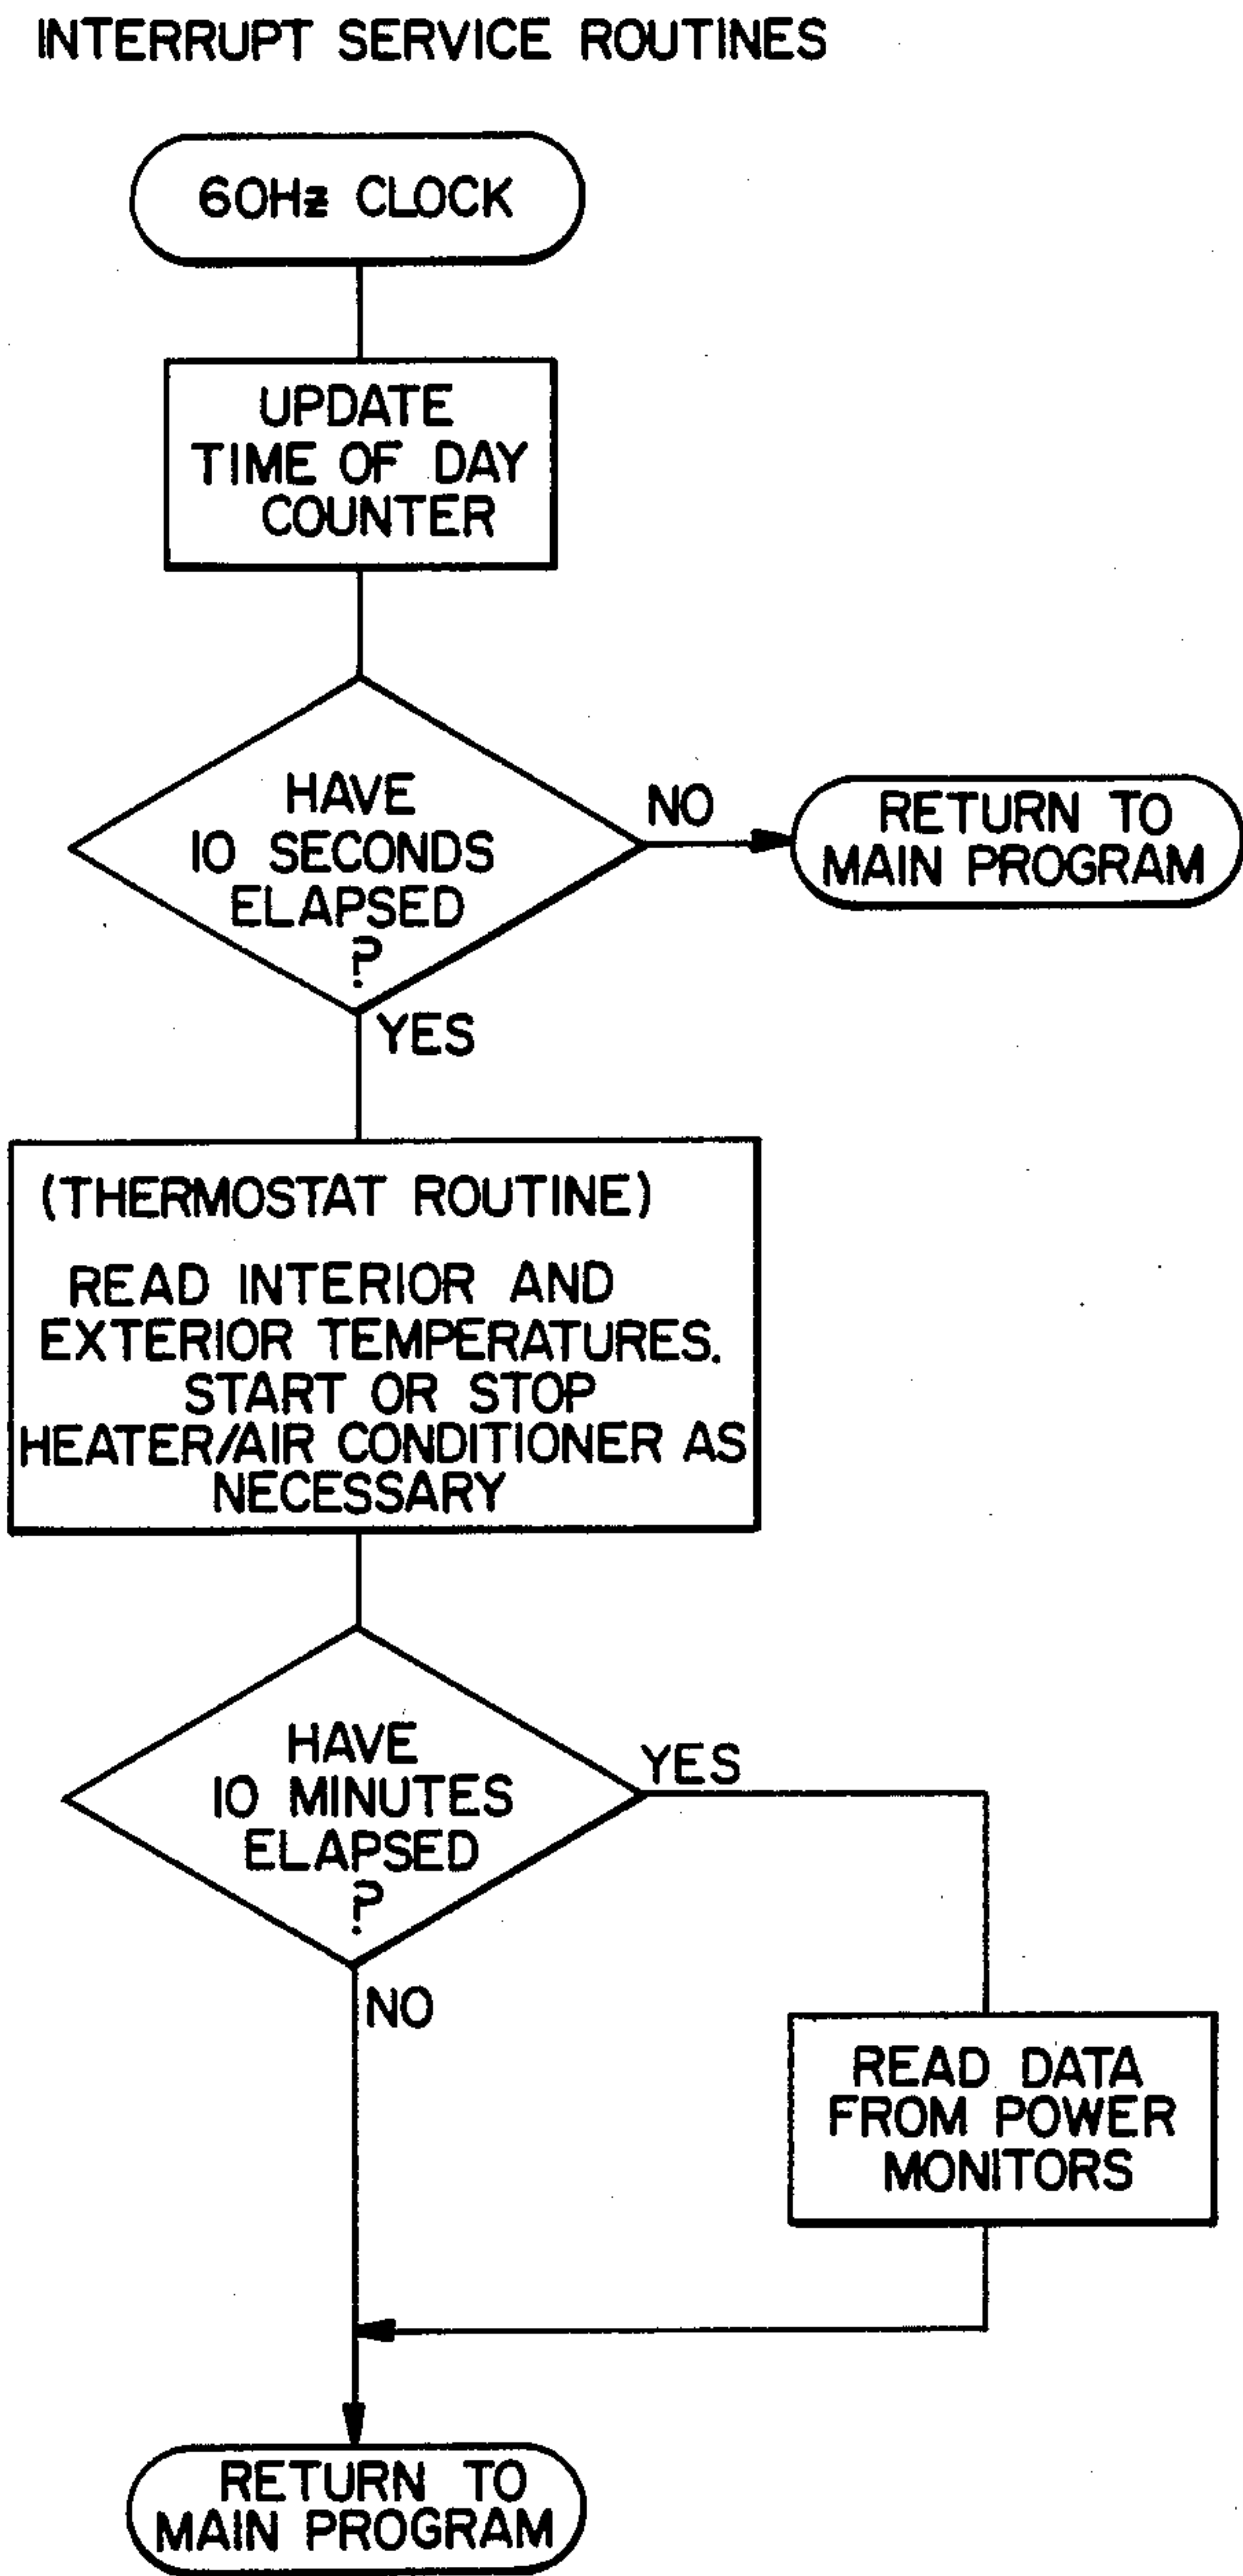 INTERRUPT SERVICE ROUTINES
60Hz CLOCK
UPDATE
TIME OF DAY
COUNTER
HAVE
10 SECONDS
ELAPSED
?
NO
RETURN TO
MAIN PROGRAM
YES
(THERMOSTAT ROUTINE)
READ INTERIOR AND
EXTERIOR TEMPERATURES.
START OR STOP
HEATER/AIR CONDITIONER AS
NECESSARY
HAVE
10 MINUTES
ELAPSED
?
YES
NO
READ DATA
FROM POWER
MONITORS
RETURN TO
MAIN PROGRAM